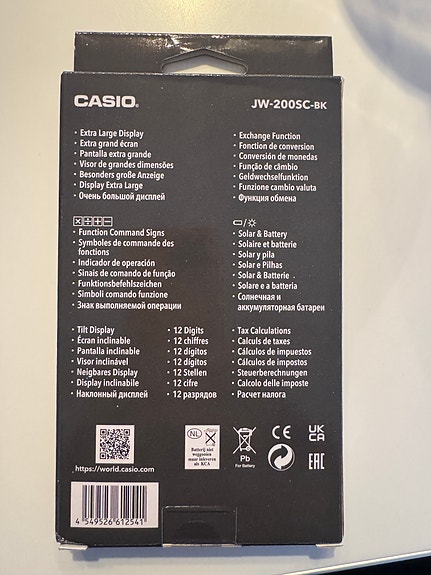 CASIO®
JW-200SC-BK
· Extra Large Display
· Extra grand écran
· Pantalla extra grande
· Visor de grandes dimensões
· Besonders große Anzeige
· Display Extra Large
· Очень большой дисплей
· Exchange Function
· Fonction de conversion
· Conversión de monedas
· Função de câmbio
· Geldwechselfunktion
· Funzione cambio valuta
· Функция обмена
· Function Command Signs
· Symboles de commande des
fonctions
· Indicador de operación
· Sinais de comando de função
· Funktionsbefehlszeichen
· Simboli comando funzione
· Знак выполняемой операции
· Solar & Battery
· Solaire et batterie
· Solar y pila
· Solar e Pilhas
· Solar & Batterie
· Solare e a batteria
· Солнечная и
аккумуляторная батареи
· Tilt Display
· Écran inclinable
· Pantalla inclinable
· Visor inclinável
· Neigbares Display
· Display inclinabile
· Наклонный дисплей
· 12 Digits
· 12 chiffres
· 12 dígitos
· 12 dígitos
· 12 Stellen
· 12 cifre
· 12 разрядов
· Tax Calculations
· Calculs de taxes
· Cálculos de impuestos
· Cálculos de impostos
· Steuerberechnungen
· Calcolo delle imposte
· Расчет налога
https://world.casio.com
NL
Batterij niet
weggooien
maar inleveren
als KCA
Pb
For Battery
CE
UK
CA
EAC
4 549526 612541